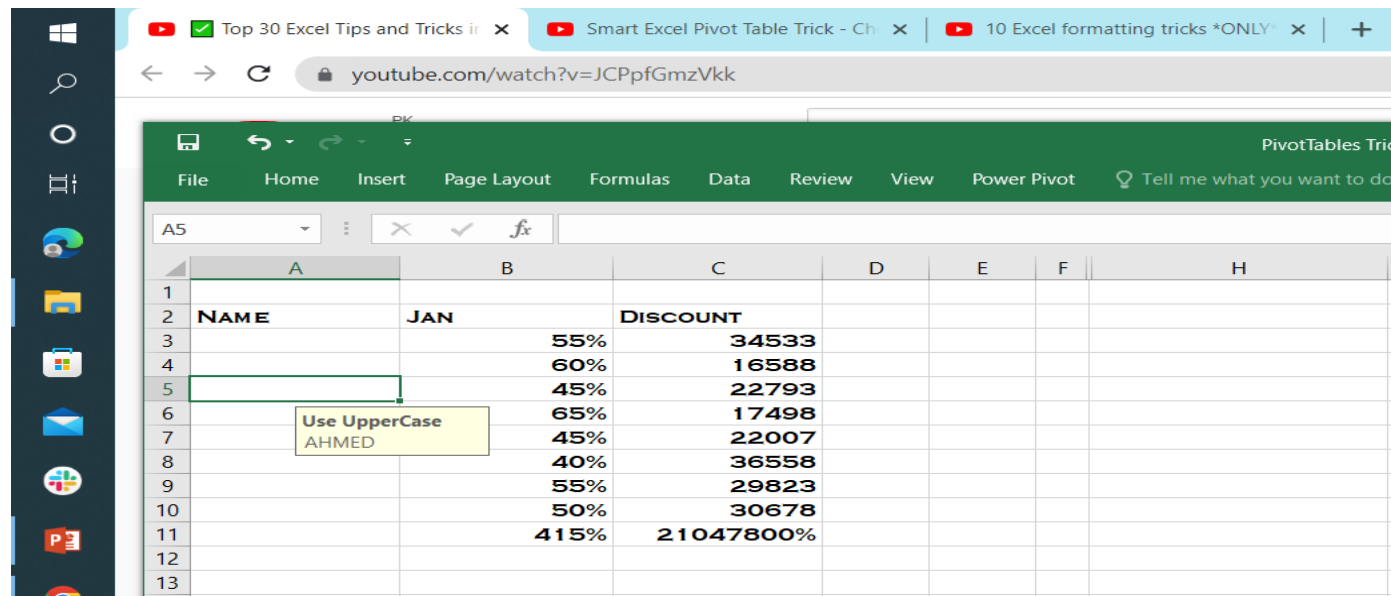 Top 30 Excel Tips and Tricks in Smart Excel Pivot Table Trick - Ch 10 Excel formatting tricks *ONLY*
youtube.com/watch?v=JCPpfGmzVkk
PK
PivotTables Tric
File Home Insert Page Layout Formulas Data Review View Power Pivot Tell me what you want to do
A5 fx
A B C D E F H
1
2 NAME JAN DISCOUNT
3 55% 34533
4 60% 16588
5 45% 22793
6 65% 17498
Use UpperCase
7 45% 22007
AHMED
8 40% 36558
9 55% 29823
10 50% 30678
11 415% 21047800%
12
13